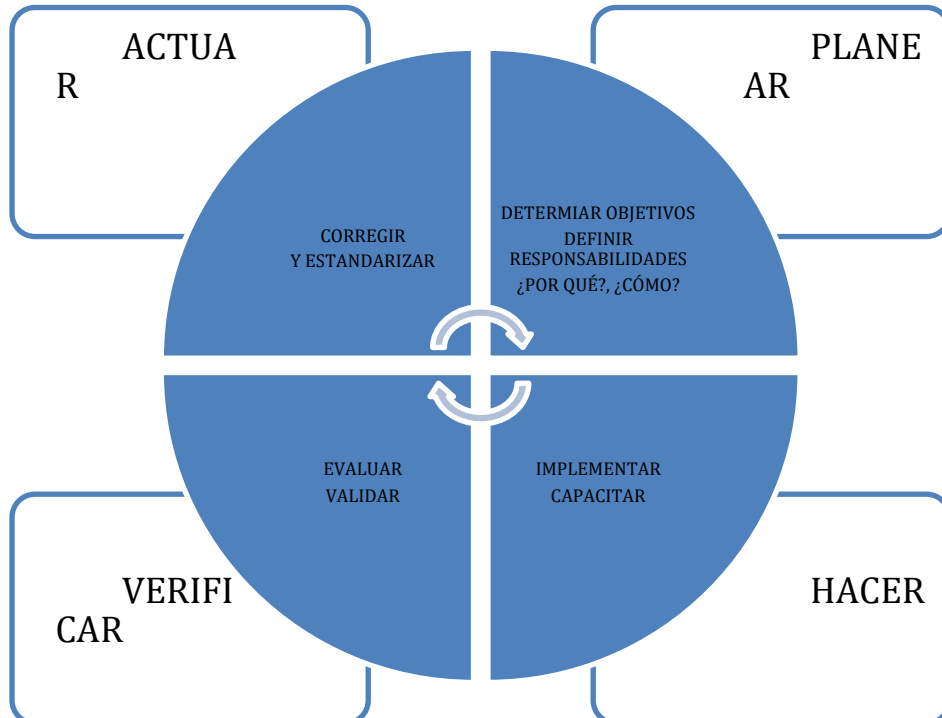 ACTUA
R
PLANE
AR
CORREGIR
Y ESTANDARIZAR
DETERMIAR OBJETIVOS
DEFINIR
RESPONSABILIDADES
¿POR QUÉ?, ¿CÓMO?
EVALUAR
VALIDAR
IMPLEMENTAR
CAPACITAR
VERIFI
CAR
HACER